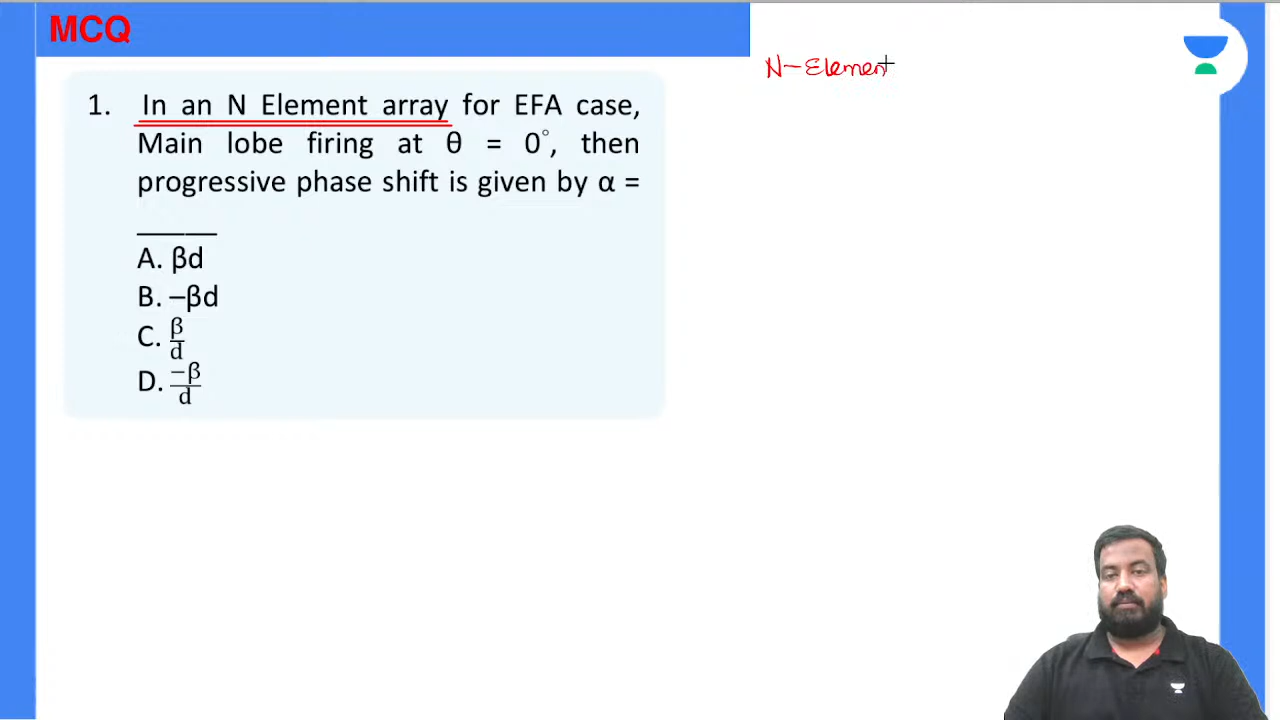 MCQ
N-Element
1. In an N Element array for EFA case,
Main lobe firing at θ = 0°, then
progressive phase shift is given by α =
_____
A. βd
B. –βd
C. β/d
D. −β/d